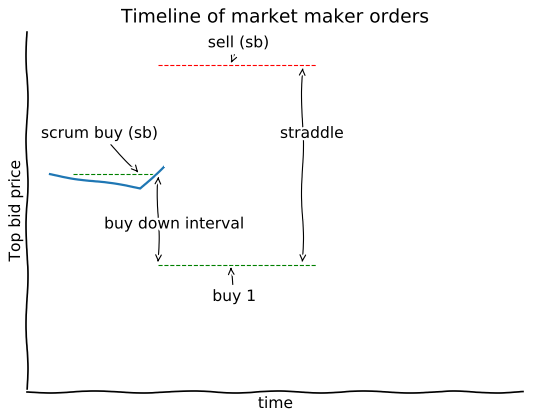 Timeline of market maker orders
sell (sb)
scrum buy (sb)
straddle
buy down interval
buy 1
Top bid price
time